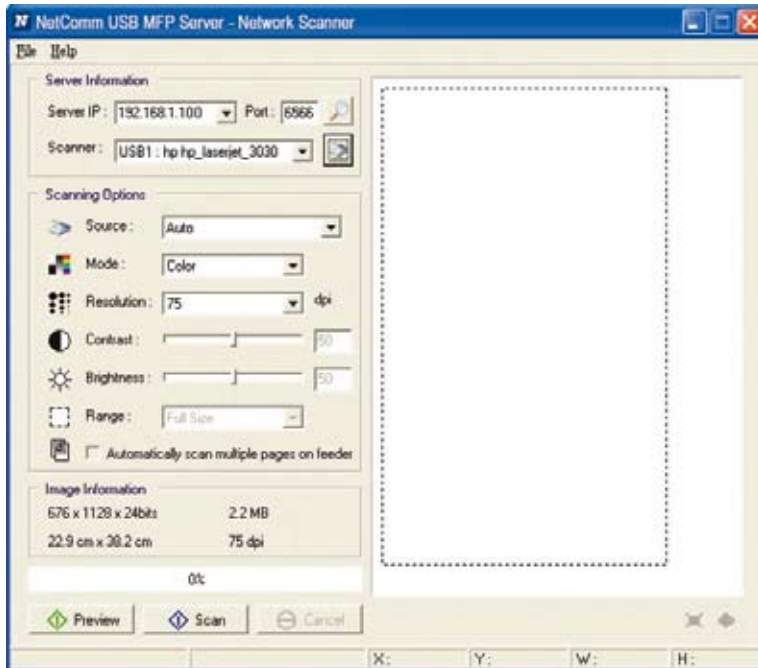 N NetComm USB MFP Server - Network Scanner
File Help
Server Information
Server IP : 192.168.1.100 Port : 6566
Scanner : USB1 : hp hp_laserjet_3030
Scanning Options
Source : Auto
Mode : Color
Resolution : 75 dpi
Contrast : 50
Brightness : 50
Range : Full Size
Automatically scan multiple pages on feeder
Image Information
676 x 1128 x 24bits 2.2 MB
22.9 cm x 38.2 cm 75 dpi
0%
Preview Scan Cancel
X: Y: W: H: